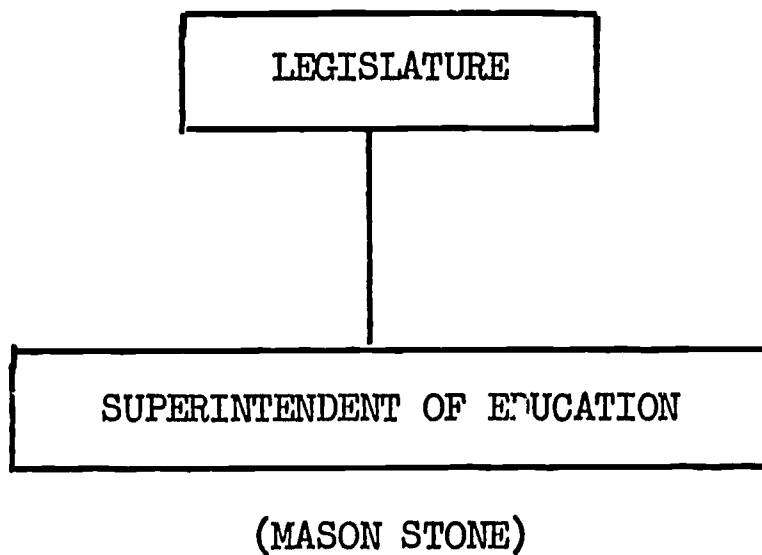 LEGISLATURE
SUPERINTENDENT OF EDUCATION
(MASON STONE)